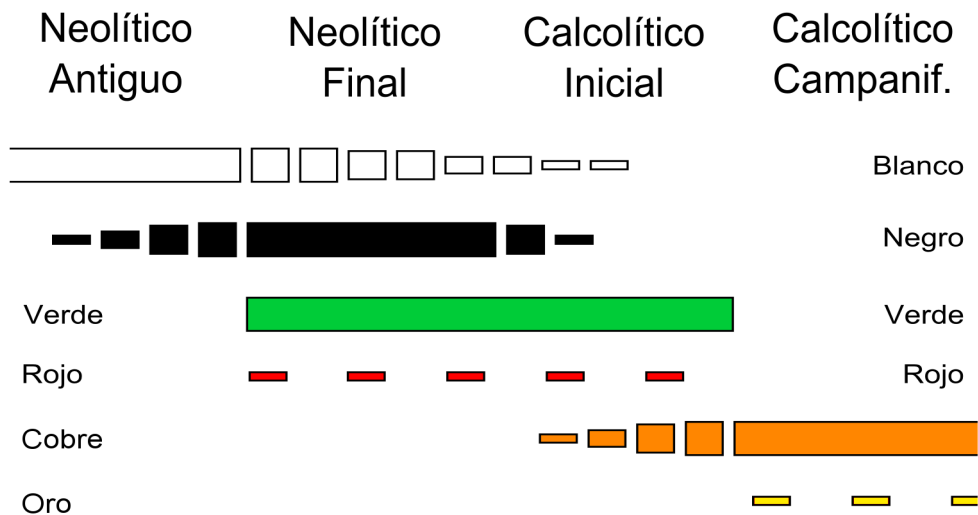 Neolítico Antiguo
Neolítico Final
Calcolítico Inicial
Calcolítico Campanif.
Blanco
Negro
Verde Verde
Rojo Rojo
Cobre
Oro